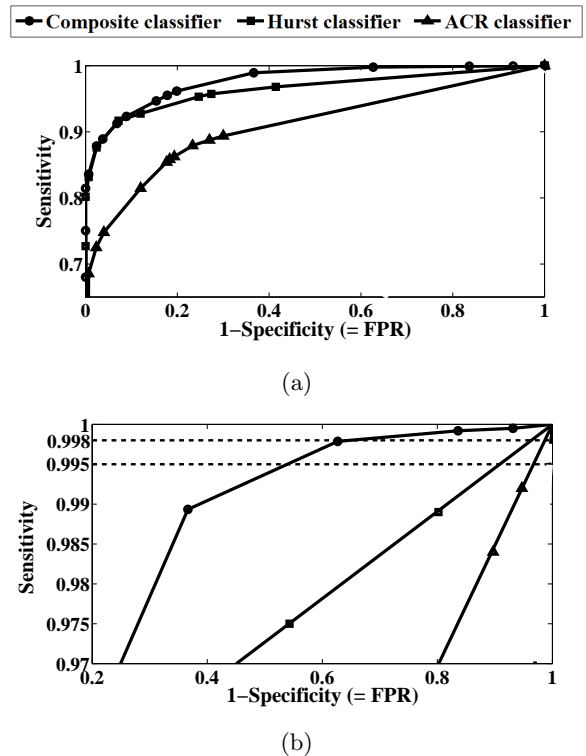 Composite classifier Hurst classifier ACR classifier
1
0.9
0.8
0.7
Sensitivity
0 0.2 0.4 0.6 0.8 1
1−Specificity (= FPR)
(a)
1
0.998
0.995
0.99
0.985
0.98
0.975
0.97
Sensitivity
0.2 0.4 0.6 0.8 1
1−Specificity (= FPR)
(b)